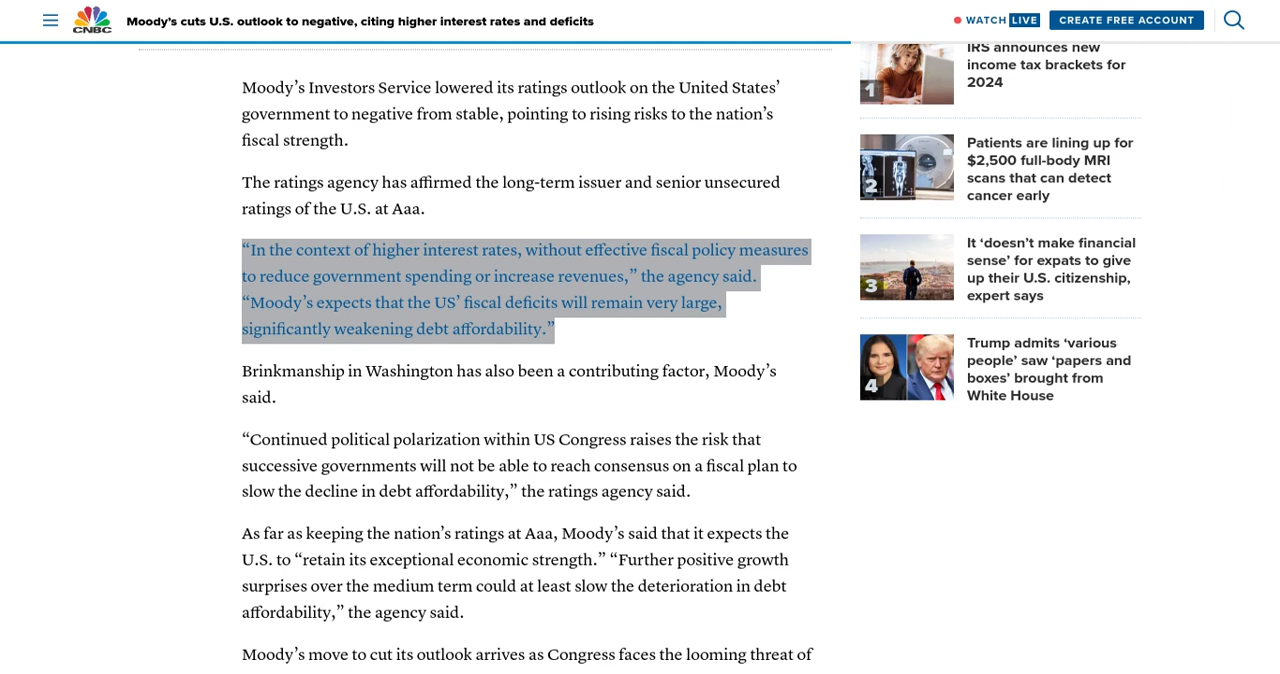 CNBC
Moody’s cuts U.S. outlook to negative, citing higher interest rates and deficits
WATCH LIVE
CREATE FREE ACCOUNT
Moody’s Investors Service lowered its ratings outlook on the United States’
government to negative from stable, pointing to rising risks to the nation’s
fiscal strength.
The ratings agency has affirmed the long-term issuer and senior unsecured
ratings of the U.S. at Aaa.
“In the context of higher interest rates, without effective fiscal policy measures
to reduce government spending or increase revenues,” the agency said.
“Moody’s expects that the US’ fiscal deficits will remain very large,
significantly weakening debt affordability.”
Brinkmanship in Washington has also been a contributing factor, Moody’s
said.
“Continued political polarization within US Congress raises the risk that
successive governments will not be able to reach consensus on a fiscal plan to
slow the decline in debt affordability,” the ratings agency said.
As far as keeping the nation’s ratings at Aaa, Moody’s said that it expects the
U.S. to “retain its exceptional economic strength.” “Further positive growth
surprises over the medium term could at least slow the deterioration in debt
affordability,” the agency said.
Moody’s move to cut its outlook arrives as Congress faces the looming threat of
1
IRS announces new
income tax brackets for
2024
2
Patients are lining up for
$2,500 full-body MRI
scans that can detect
cancer early
3
It ‘doesn’t make financial
sense’ for expats to give
up their U.S. citizenship,
expert says
4
Trump admits ‘various
people’ saw ‘papers and
boxes’ brought from
White House